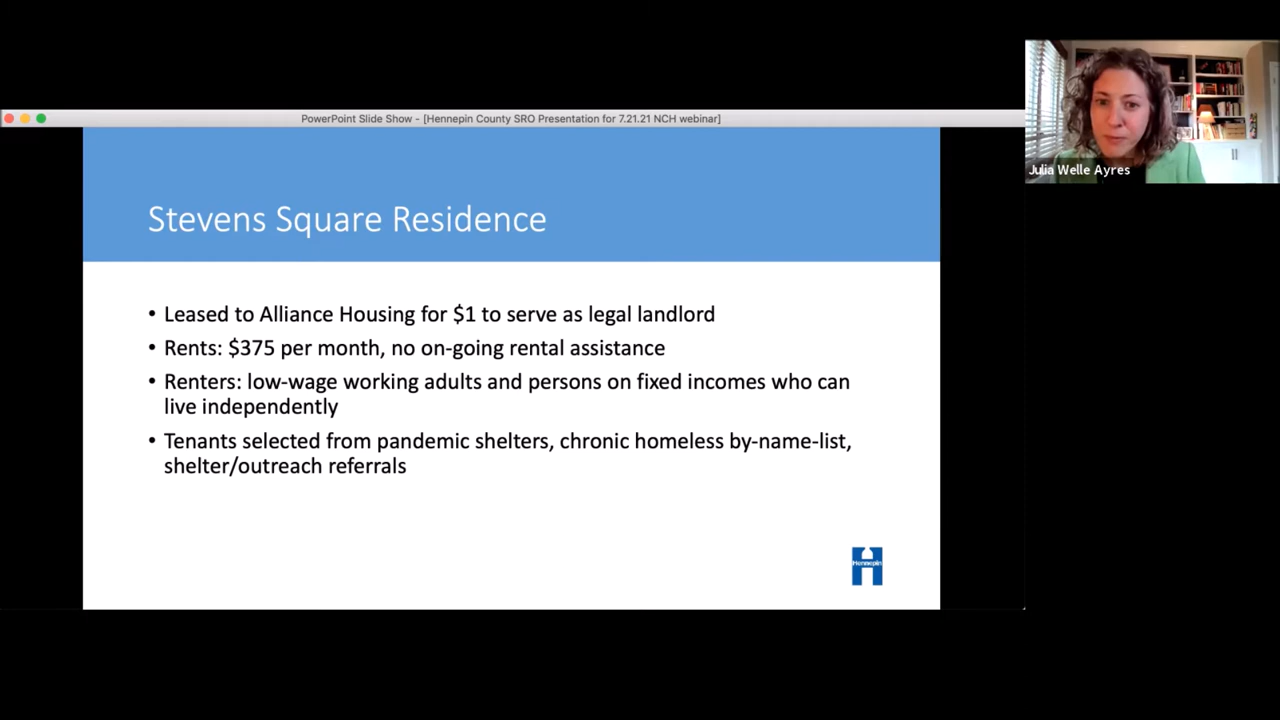 PowerPoint Slide Show - [Hennepin County SRO Presentation for 7.21.21 NCH webinar]
Julia Welle Ayres
Stevens Square Residence
• Leased to Alliance Housing for $1 to serve as legal landlord
• Rents: $375 per month, no on-going rental assistance
• Renters: low-wage working adults and persons on fixed incomes who can
live independently
• Tenants selected from pandemic shelters, chronic homeless by-name-list,
shelter/outreach referrals
Hennepin